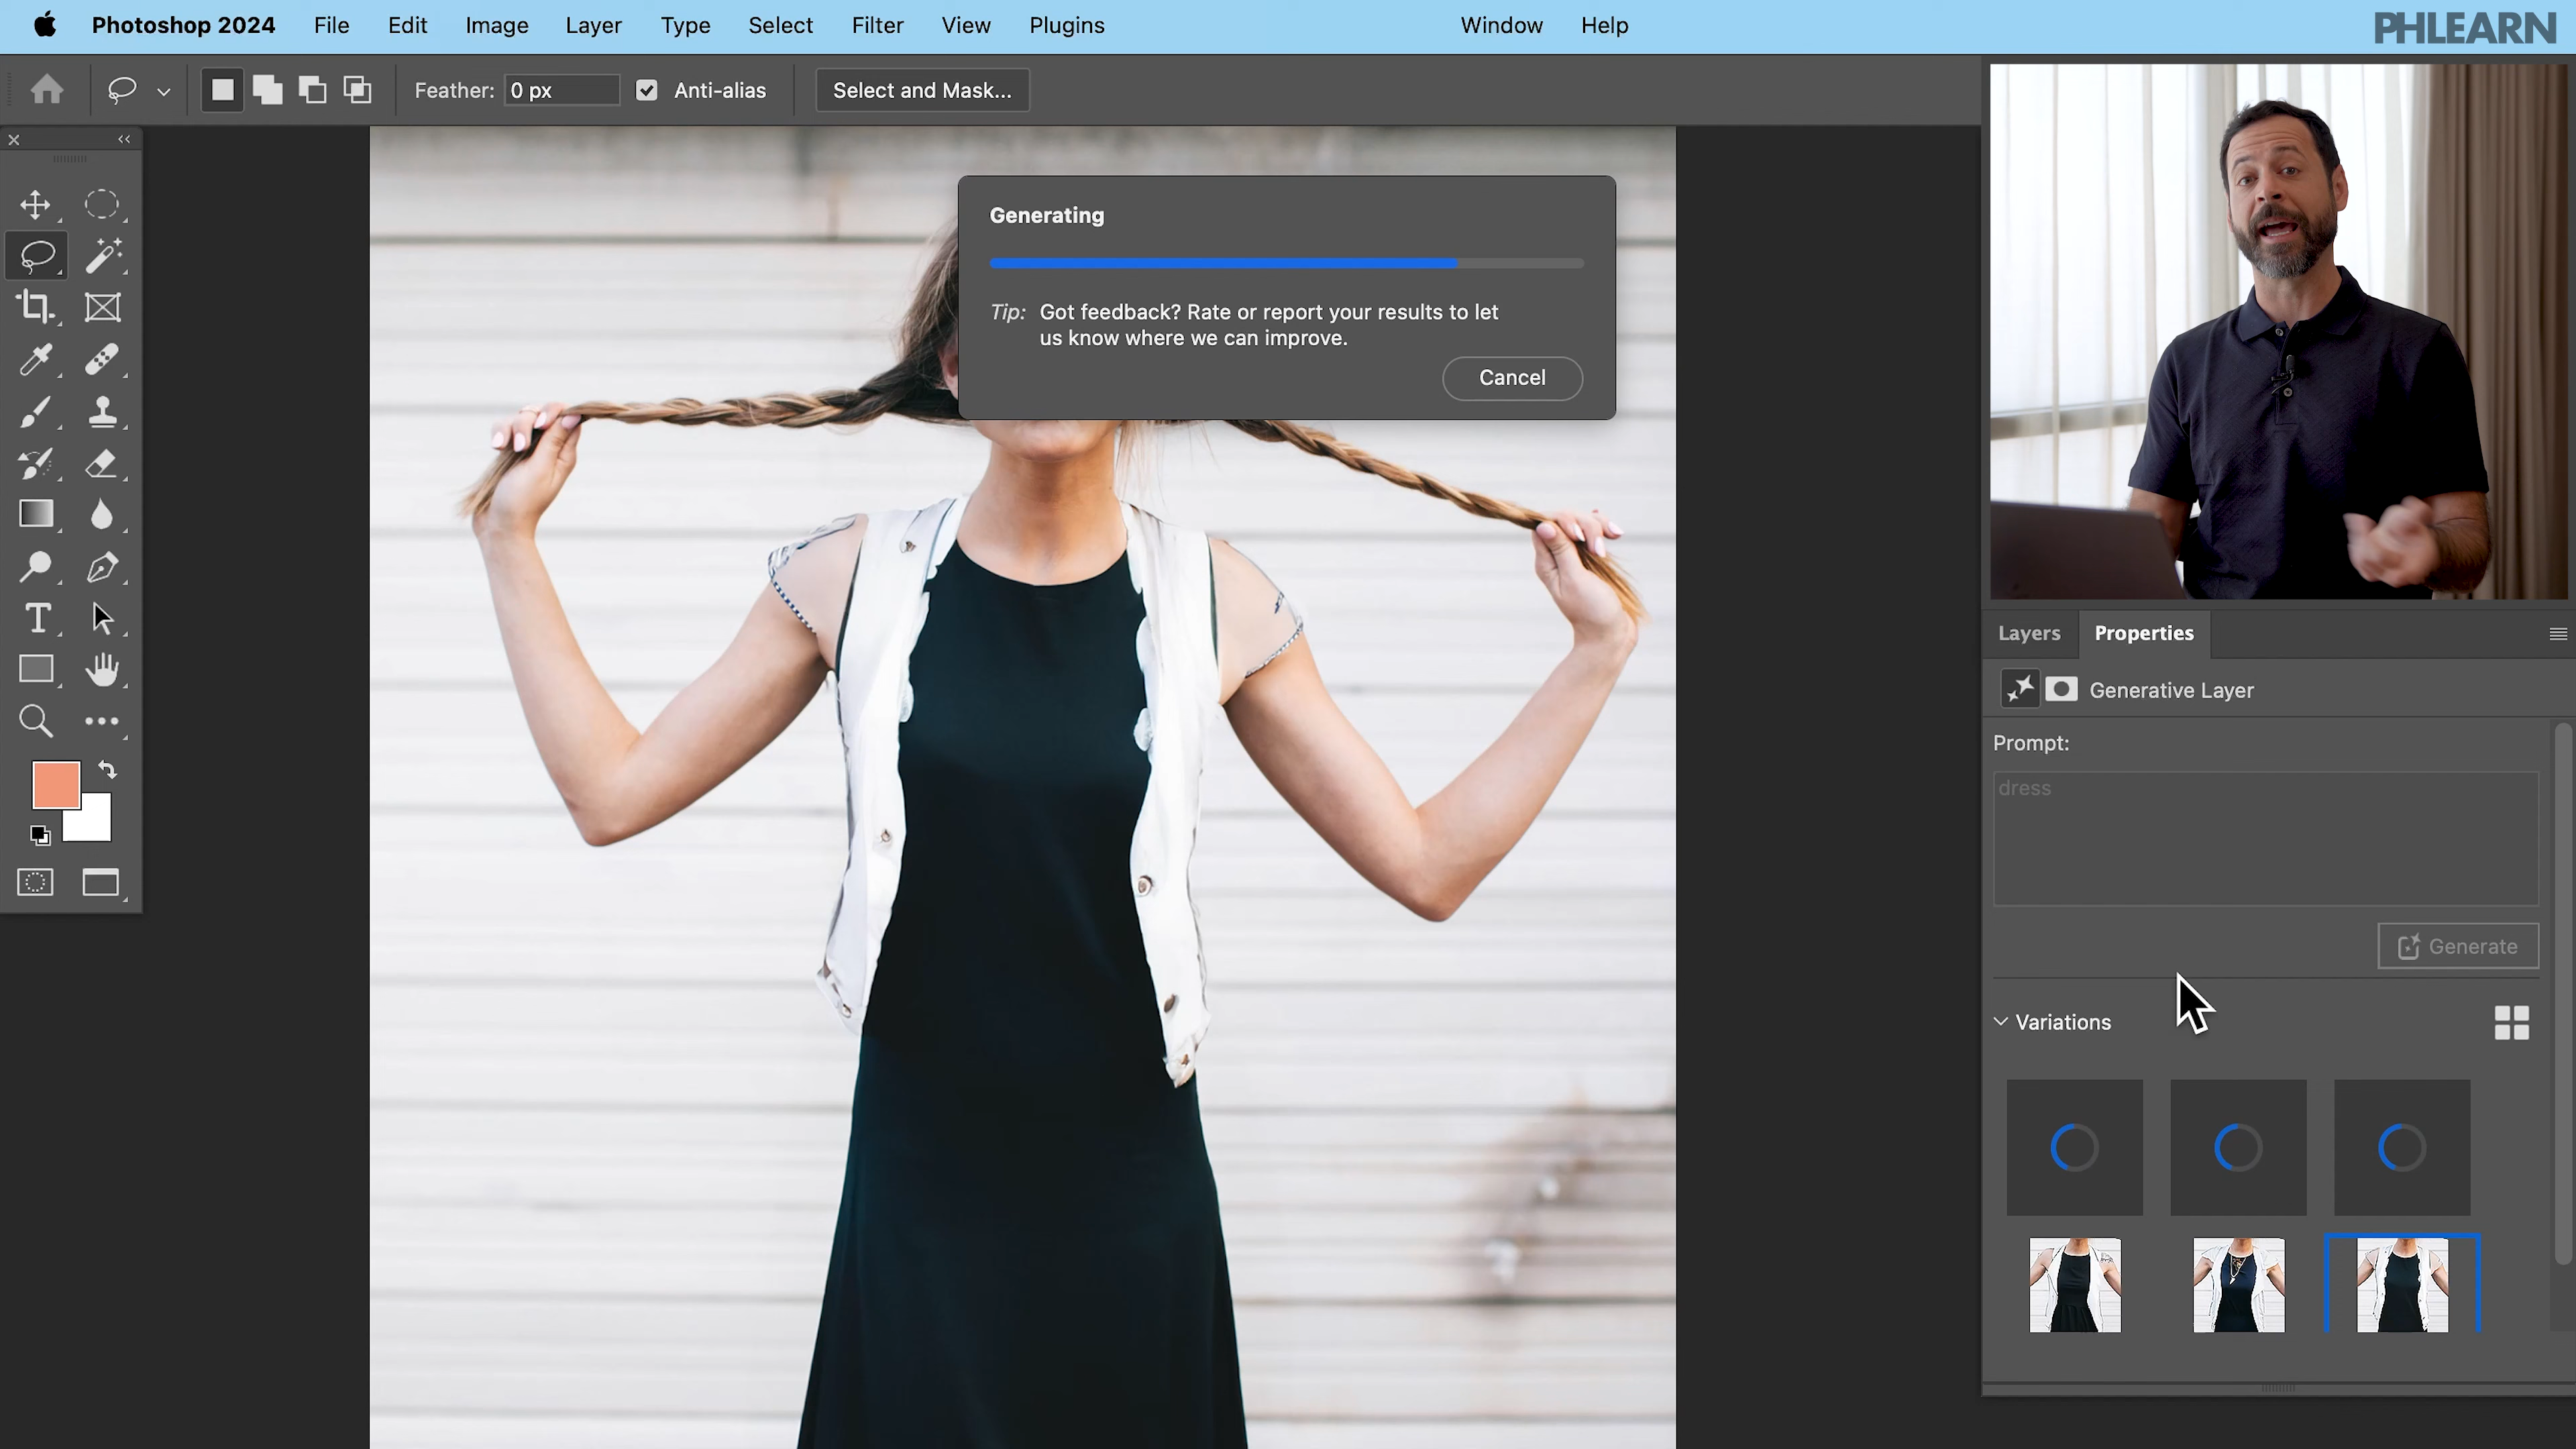 Photoshop 2024 File Edit Image Layer Type Select Filter View Plugins Window Help
PHLEARN
Feather: 0 px Anti-alias Select and Mask...
Generating
Tip: Got feedback? Rate or report your results to let
us know where we can improve.
Cancel
Layers Properties
Generative Layer
Prompt:
dress
Generate
Variations